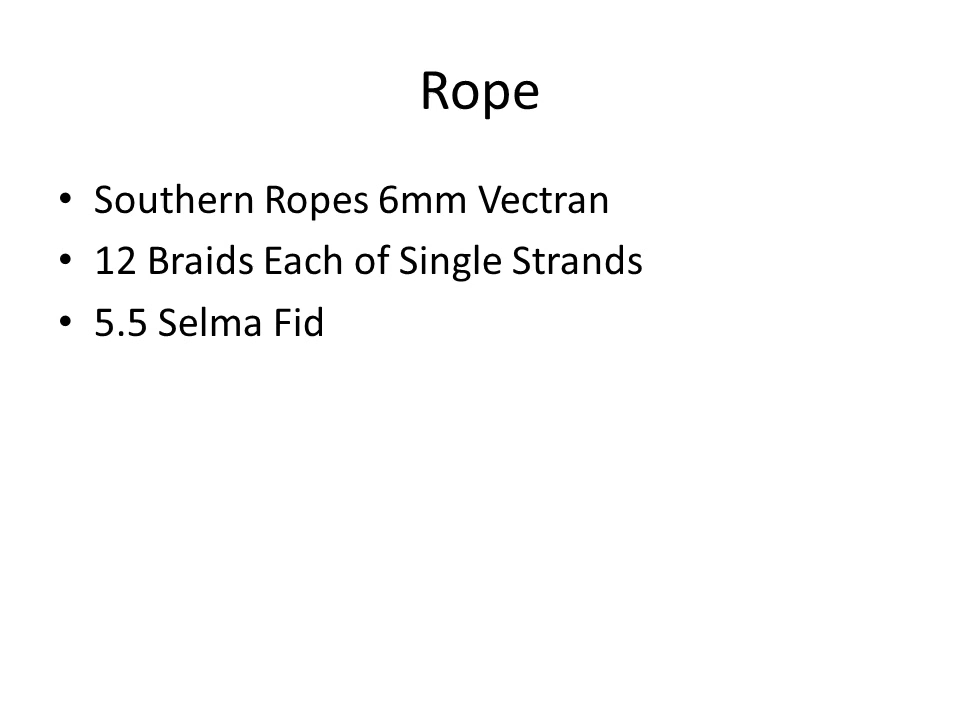 Rope
• Southern Ropes 6mm Vectran
• 12 Braids Each of Single Strands
• 5.5 Selma Fid